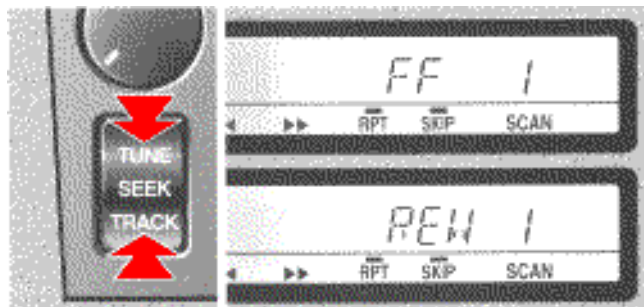 TUNE
SEEK
TRACK
FF 1
RPT SKIP SCAN
REW 1
RPT SKIP SCAN